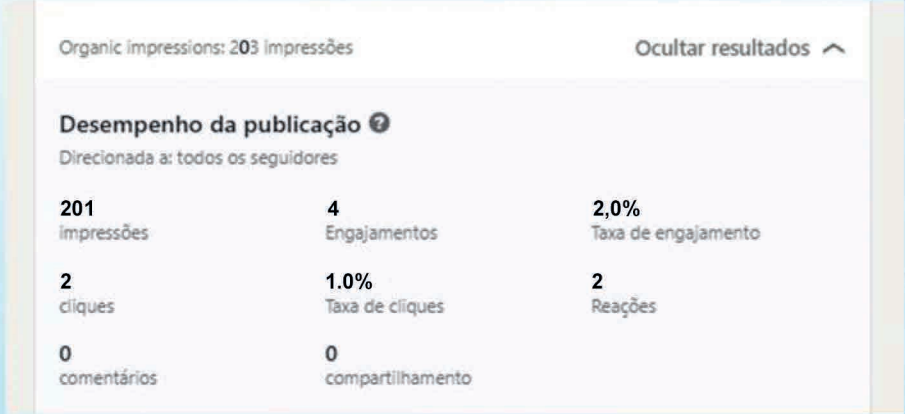 Organic impressions: 203 impressões
Ocultar resultados
Desempenho da publicação
Direcionada a: todos os seguidores
201 4 2,0%
impressões Engajamentos Taxa de engajamento
2 1.0% 2
cliques Taxa de cliques Reações
0 0
comentários compartilhamento